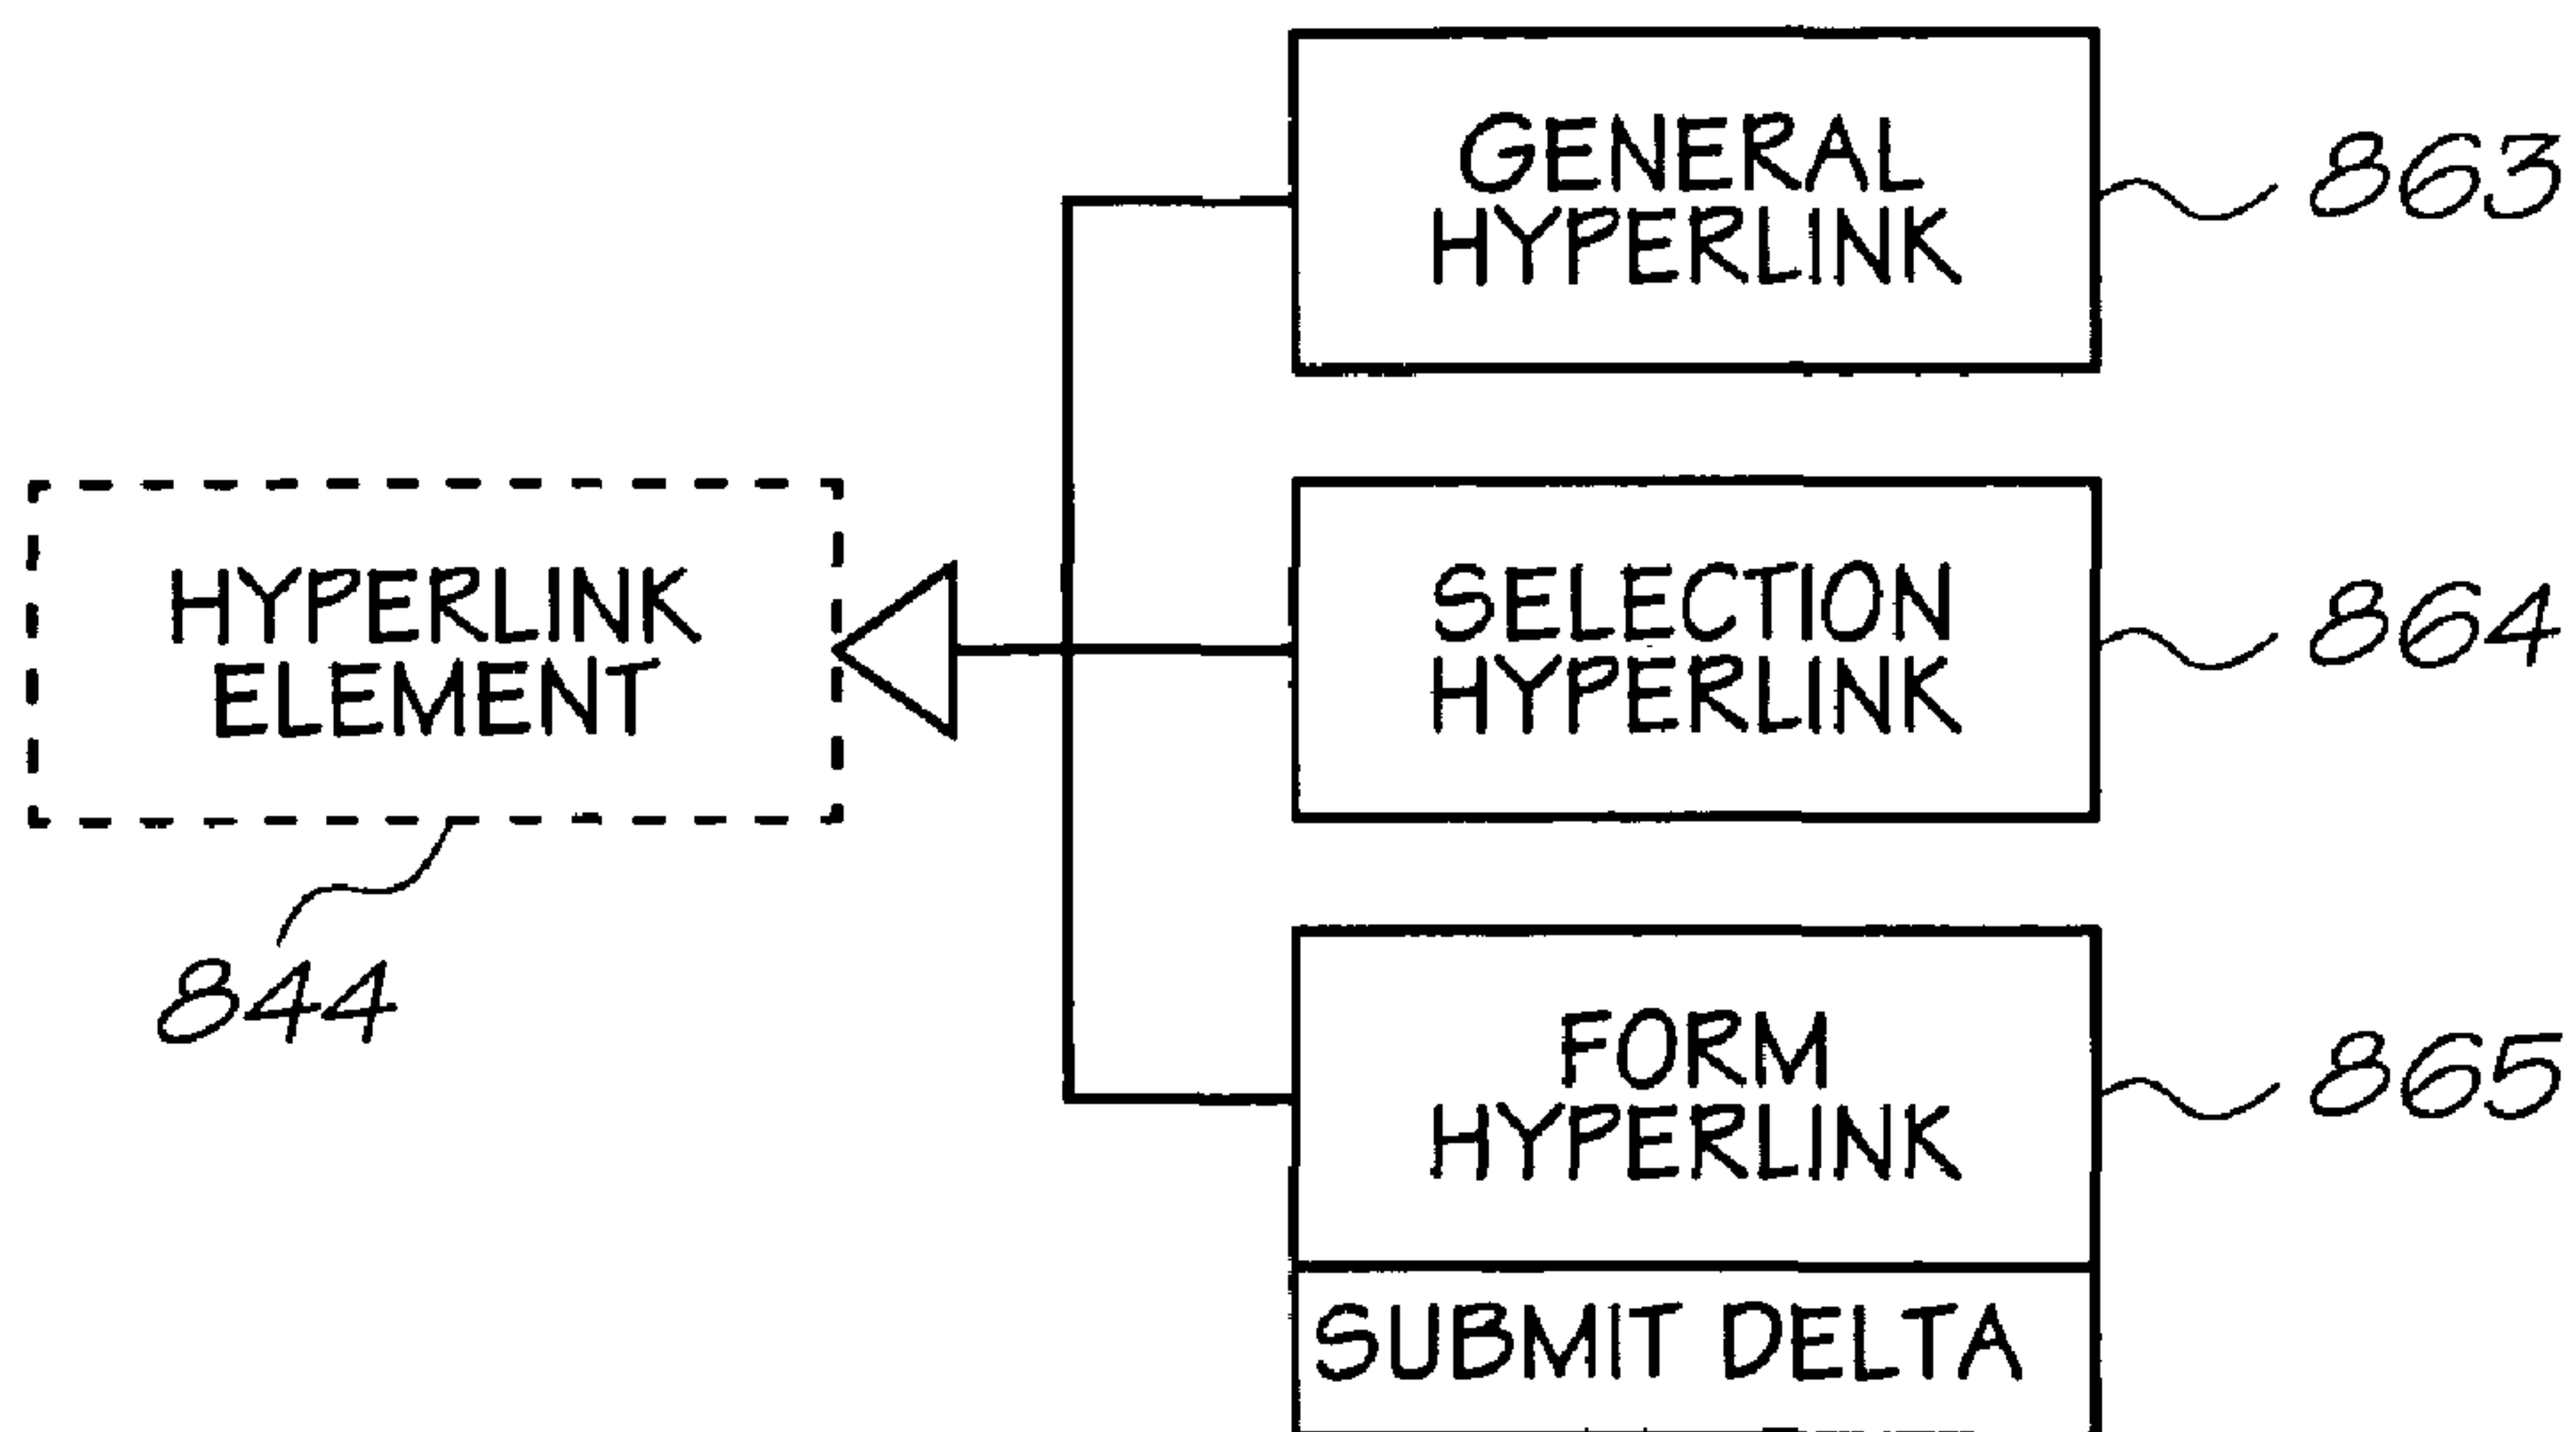 GENERAL
HYPERLINK
863
HYPERLINK
ELEMENT
844
SELECTION
HYPERLINK
864
FORM
HYPERLINK
865
SUBMIT DELTA